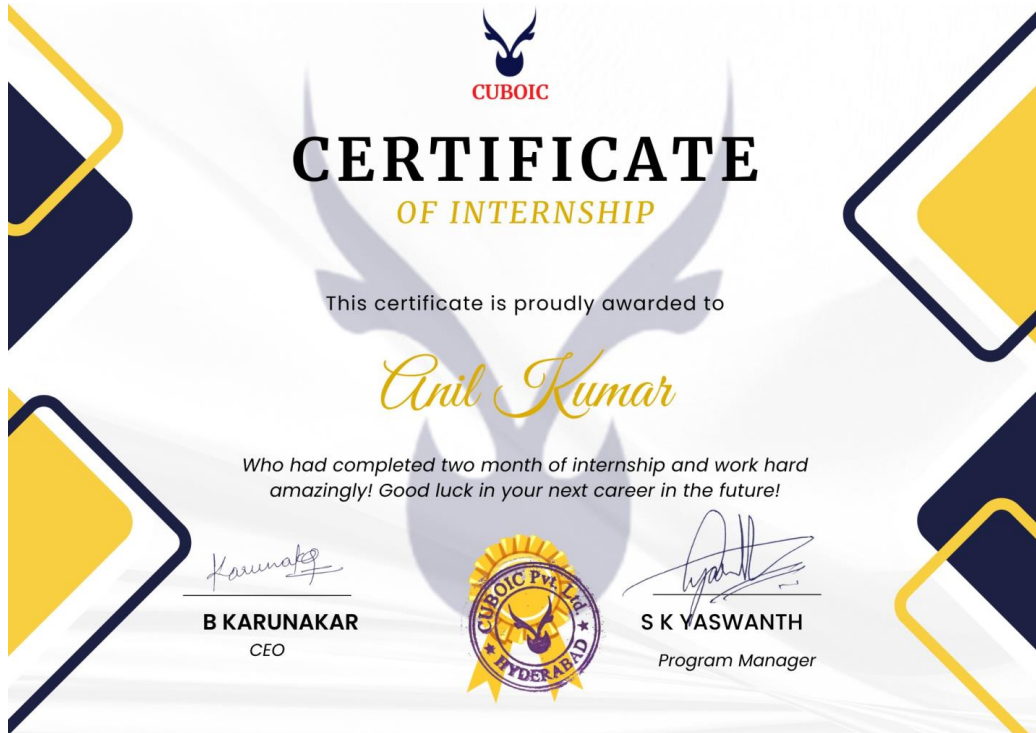 CUBOIC
CERTIFICATE
OF INTERNSHIP
This certificate is proudly awarded to
Anil Kumar
Who had completed two month of internship and work hard
amazingly! Good luck in your next career in the future!
Karunakar
B KARUNAKAR
CEO
CUBOIC Pvt. Ltd.
HYDERABAD
S K YASWANTH
Program Manager